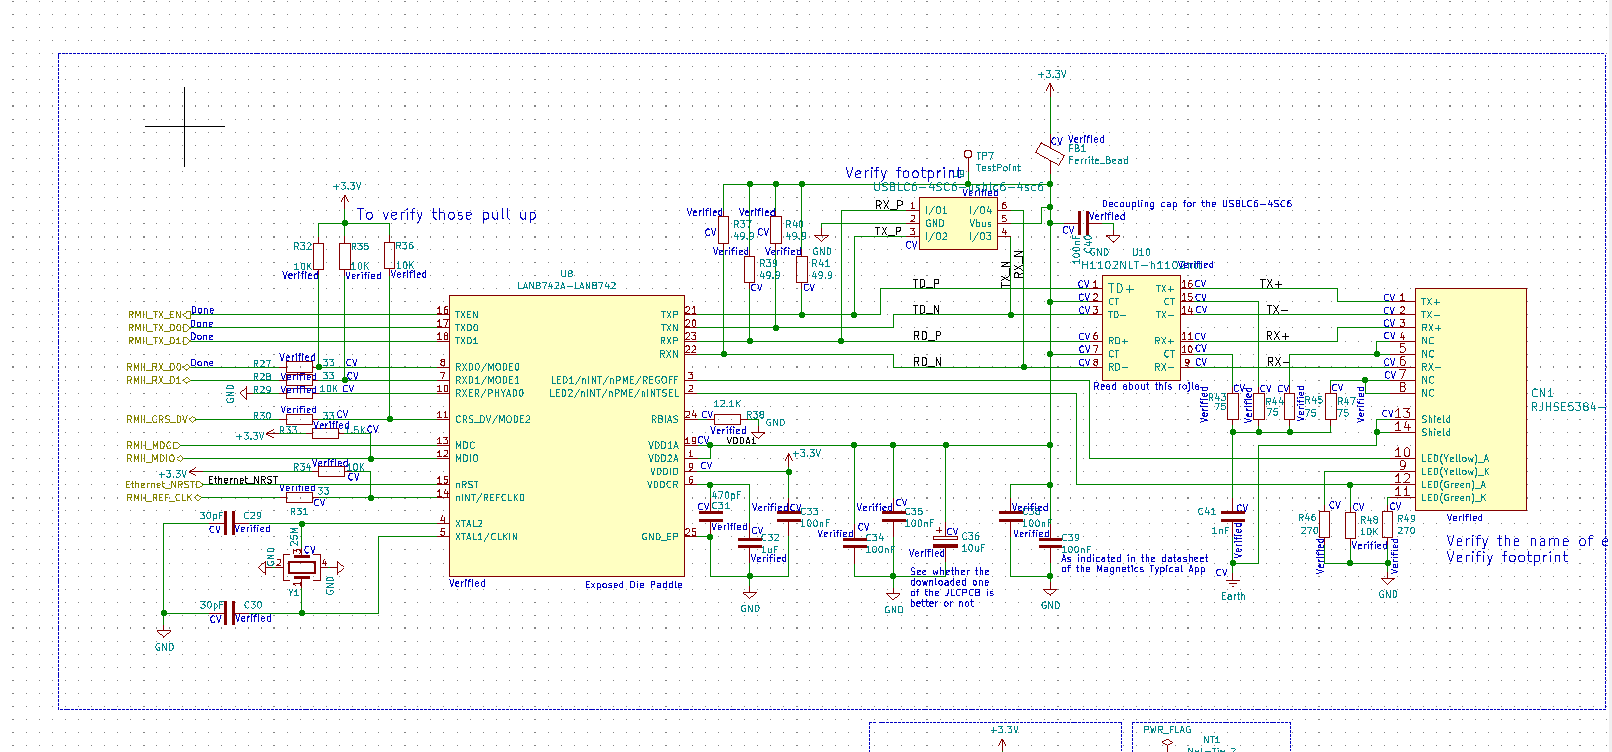 +3.3V
CV Verified
FB1
Ferrite_Bead
TP7
TestPoint
Verify footprint
Verified
+3.3V
To verify those pull up
R32
10K
Verified
R35
10K
Verified
R36
10K
Verified
U8
LAN8742A-LAN8742
Verified
R37
CV
49.9
Verified
R40
49.9
Verified
R39
49.9
CV
Verified
R41
49.9
CV
RX_P
TX_P
1 I/O1
2 GND
3 I/O2
I/O4 6
Vbus 5
I/O3 4
CV
GND
TX_N
RX_N
Decoupling cap for the USBLC6-4SC6
Verified
100nF
C40
GND
U10
Verified
TD_P
TD_N
RD_P
RD_N
CV 1 TD+
CV 2 CT
CV 3 TD-
CV 6 RD+
CV 7 CT
CV 8 RD-
TX+ 16 CV
CT 15 CV
TX- 14 CV
RX+ 11 CV
CT 10 CV
RX- 9 CV
TX+
TX-
RX+
RX-
Read about this rolle
CV 1 TX+
CV 2 TX-
CV 3 RX+
4 NC
CV 5 NC
6 RX-
CV 7 NC
8 NC
CV 13 Shield
14 Shield
10 LED(Yellow)_A
9 LED(Yellow)_K
12 LED(Green)_A
11 LED(Green)_K
CN1
RJHSE5384-
Verified
Verify the name of e
Verify footprint
RMII_TX_EN Done
RMII_TX_D0 Done
RMII_TX_D1 Done
RMII_RX_D0 Done
RMII_RX_D1
RMII_CRS_DV
RMII_MDC
RMII_MDIO
Ethernet_NRST Ethernet_NRST
RMII_REF_CLK
R27 Verified 33 CV
R28 Verified 33 CV
GND R29 Verified 10K CV
R30 Verified 33 CV
+3.3V R33 Verified 1.5K CV
+3.3V R34 Verified 10K CV
Verified 33 CV
R31
16 TXEN
17 TXD0
18 TXD1
8 RXD0/MODE0
7 RXD1/MODE1
10 RXER/PHYAD0
11 CRS_DV/MODE2
13 MDC
12 MDIO
15 nRST
14 nINT/REFCLKO
4 XTAL2
5 XTAL1/CLKIN
TXP 21
TXN 20
RXP 23
RXN 22
LED1/nINT/nPME/REGOFF 3
LED2/nINT/nPME/nINTSEL 2
RBIAS 24
VDD1A 19
VDD2A 1
VDDIO 9
VDDCR 6
GND_EP 25
Verified
Exposed Die Paddle
12.1K
CV R38
Verified
GND
CV VDDA1
CV
+3.3V
470pF
CV C31
Verified
C32
1uF
Verified
GND
Verified C33
100nF
Verified C34
100nF
Verified C35
100nF
+ C36
10uF
Verified
GND
See whether the
downloaded one
of the JLCPCB is
better or not
C38
Verified
C39
100nF
Verified
GND
As indicated in the datasheet
of the Magnetics Typical App
R43
75
Verified
CV
R44
75
Verified
CV
R45
75
Verified
CV
R47
75
Verified
CV
C41
1nF
Verified
CV
Earth
R46
270
CV
Verified
R48
10K
CV
Verified
R49
270
CV
Verified
GND
30pF C29
CV Verified
25M
CV
GND
2 3 4 1
Y1
GND
30pF C30
CV Verified
GND
+3.3V
PWR_FLAG
NT1